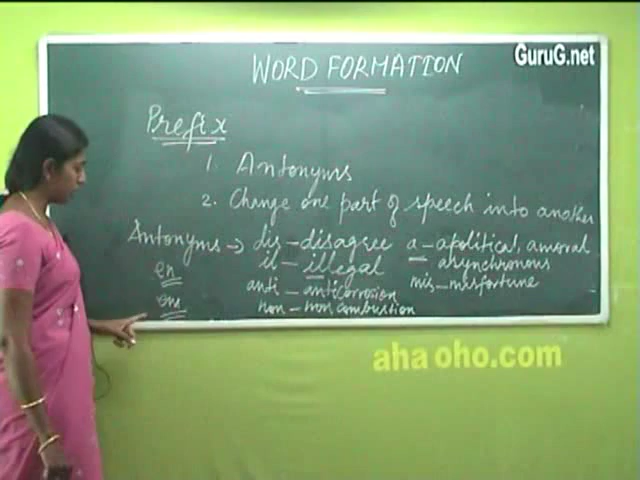 GuruG.net
WORD FORMATION
Prefix
1. Antonyms
2. Change one part of speech into another
Antonyms → dis - disagree a - apolitical, amoral
en il - illegal asynchronous
anti - anticorrosion mis - misfortune
non - non combustion
aha oho.com